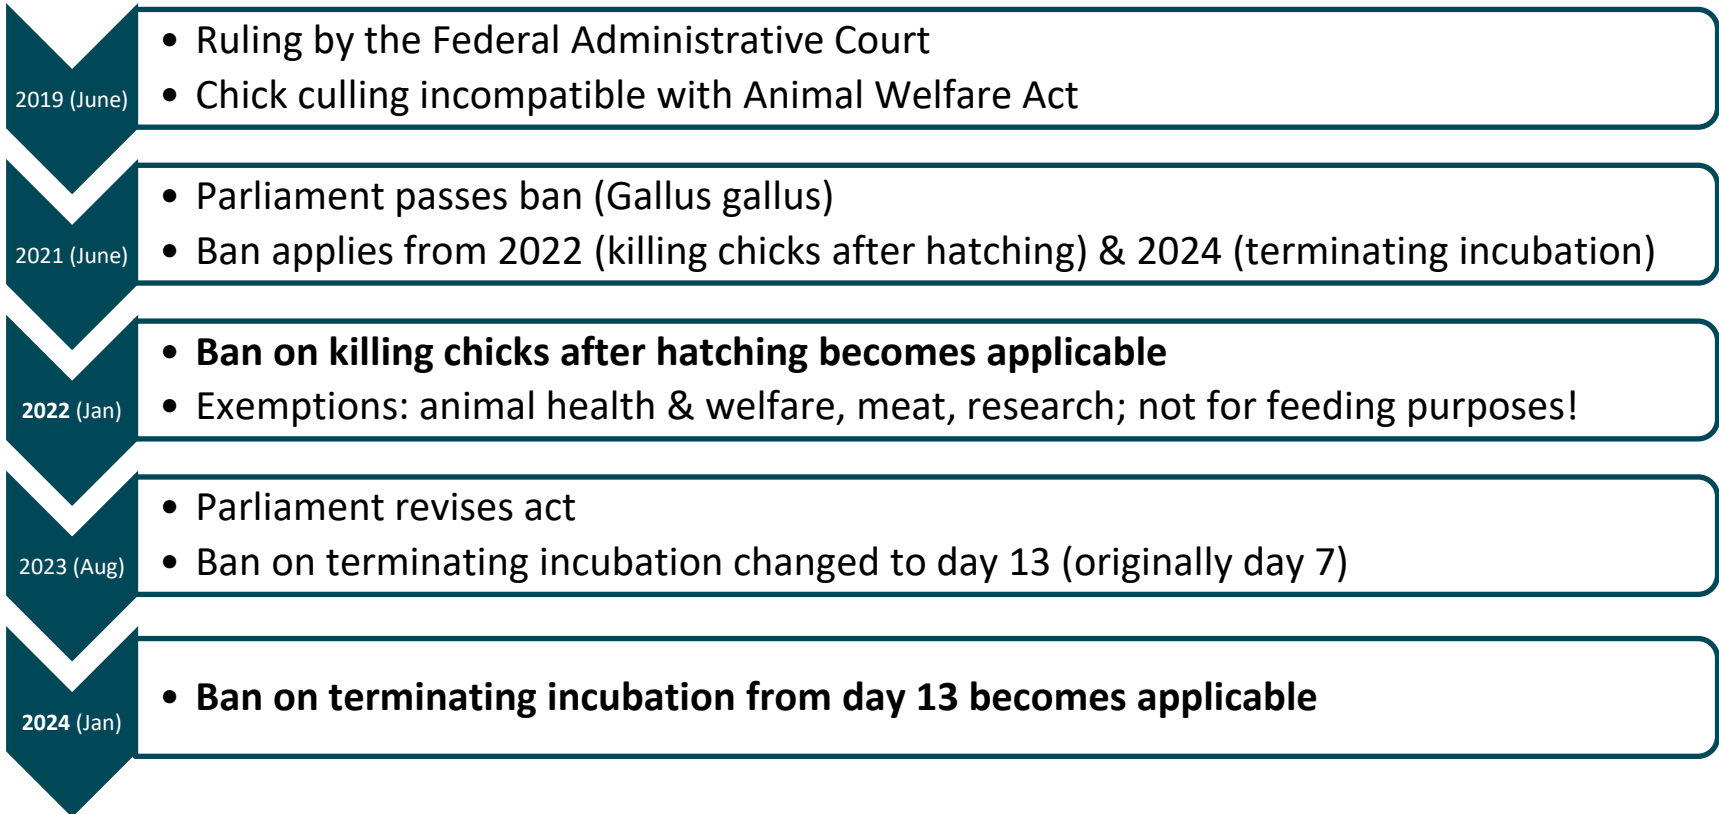 2019 (June)
• Ruling by the Federal Administrative Court
• Chick culling incompatible with Animal Welfare Act
2021 (June)
• Parliament passes ban (Gallus gallus)
• Ban applies from 2022 (killing chicks after hatching) & 2024 (terminating incubation)
2022 (Jan)
• Ban on killing chicks after hatching becomes applicable
• Exemptions: animal health & welfare, meat, research; not for feeding purposes!
2023 (Aug)
• Parliament revises act
• Ban on terminating incubation changed to day 13 (originally day 7)
2024 (Jan)
• Ban on terminating incubation from day 13 becomes applicable